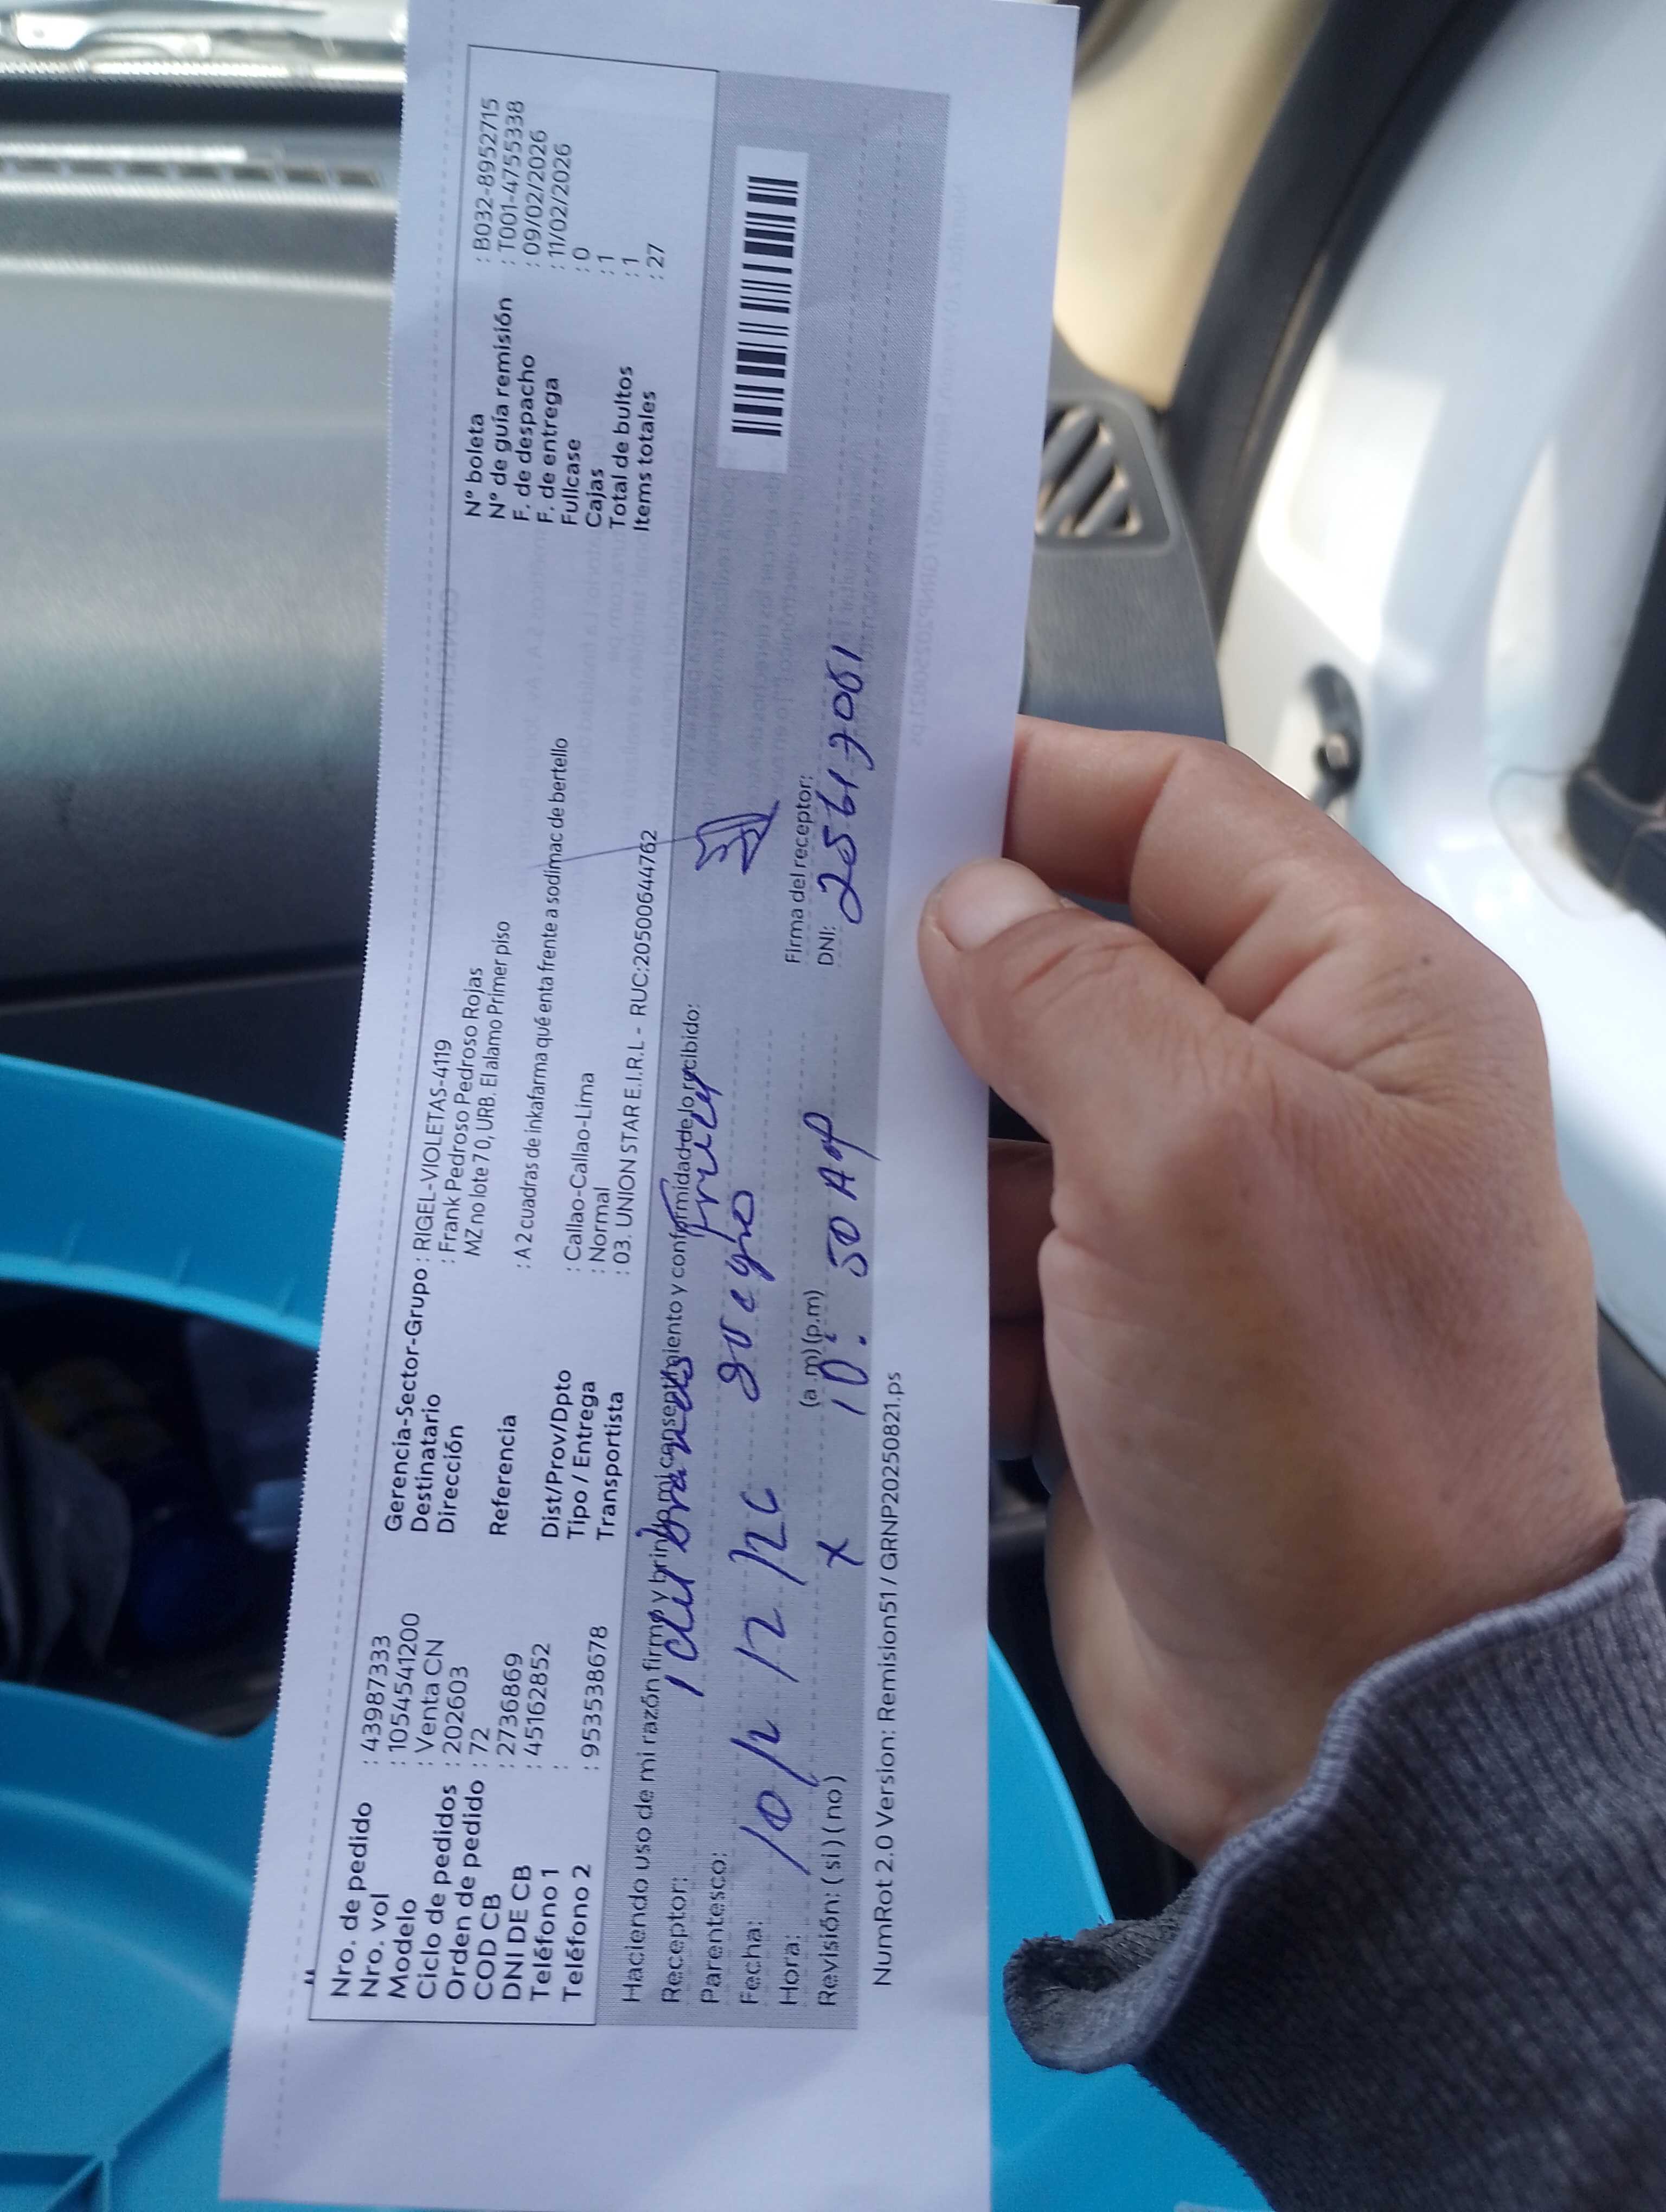 Nro. de pedido : 43987333
Nro. vol : 1054541200
Modelo : Venta CN
Ciclo de pedidos : 202603
Orden de pedido : 72
COD CB : 2736869
DNI DE CB : 45162852
Teléfono 1 :
Teléfono 2 : 953538678
Gerencia-Sector-Grupo : RIGEL-VIOLETAS-4119
Destinatario : Frank Pedroso Pedroso Rojas
Dirección MZ no lote 7 0, URB. El alamo Primer piso
Referencia : A 2 cuadras de inkafarma qué enta frente a sodimac de bertello
Dist/Prov/Dpto : Callao-Callao-Lima
Tipo / Entrega : Normal
Transportista : 03. UNION STAR E.I.R.L - RUC:20500644762
Nº boleta : B032-8952715
Nº de guía remisión : T001-4755338
F. de despacho : 09/02/2026
F. de entrega : 11/02/2026
Fullcase : 0
Cajas : 1
Total de bultos : 1
Items totales : 27
Haciendo uso de mi razón firmo y brindo mi consentimiento y conformidad de lo recibido:
Receptor:
Parentesco:
Fecha:
Hora: (a.m) (p.m) Firma del receptor:
Revisión: (si) (no) X 10:50 DNI:
NumRot 2.0 Version: Remision51 / GRNP20250821.ps